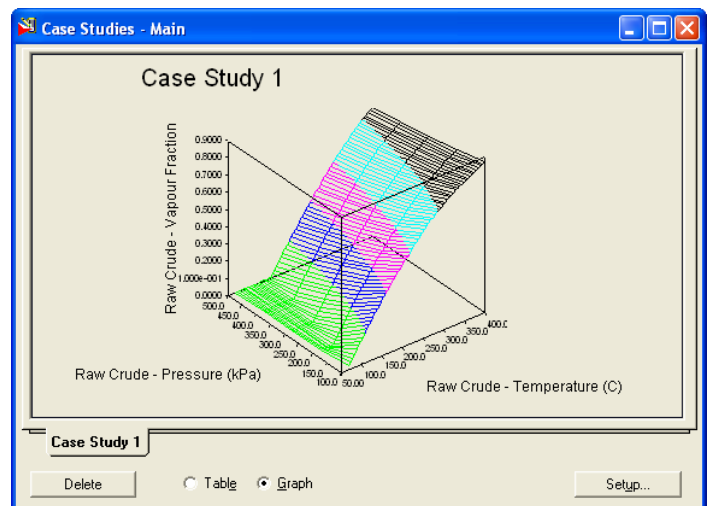 Case Studies - Main
Case Study 1
Raw Crude - Vapour Fraction
0.9000
0.8000
0.7000
0.6000
0.5000
0.4000
0.3000
0.2000
1.000e-001
0.0000
500.0
450.0
400.0
350.0
300.0
250.0
200.0
150.0
100.0
50.00
100.0
150.0
200.0
250.0
300.0
350.0
400.0
Raw Crude - Pressure (kPa)
Raw Crude - Temperature (C)
Case Study 1
Delete
Table
Graph
Setup...